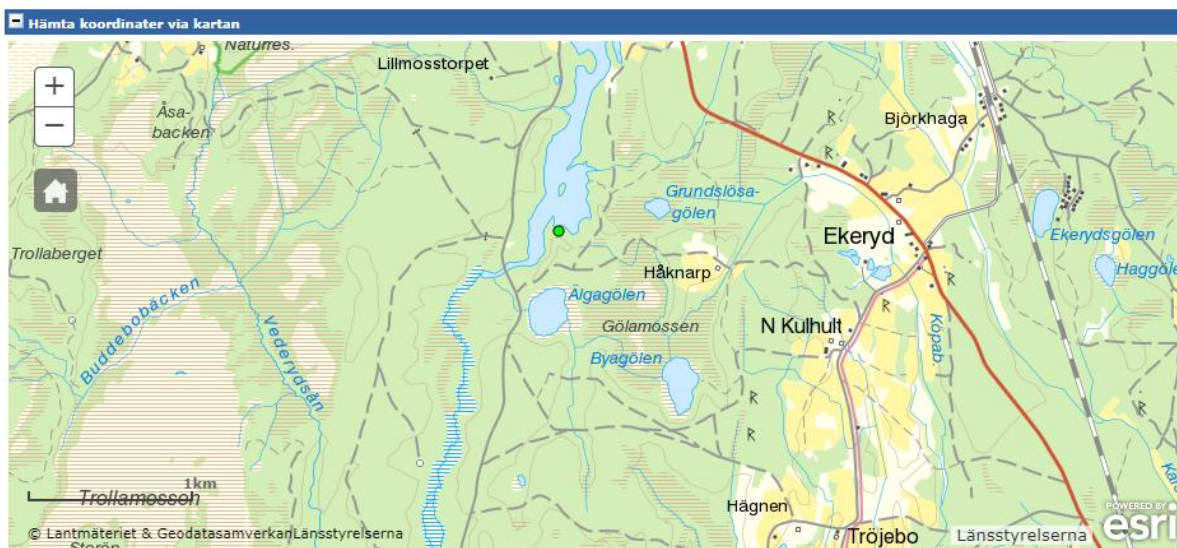 Hämta koordinater via kartan
Naturres.
Lillmosstorpet
+
−
Åsa-
backen
Björkhaga
Grundslösa-
gölen
Trollaberget
Ekeryd
Ekerydsgölen
Håknarp
Älgagölen
Buddebobäcken
Vederydsån
Gölamossen
N Kulhult
Köpab.
Byagölen
R
R
R
R
R
R
R
1km
Trollamossen
Hägnen
Tröjebo
© Lantmäteriet & GeodatasamverkanLänsstyrelserna
Länsstyrelserna
POWERED BY
esri